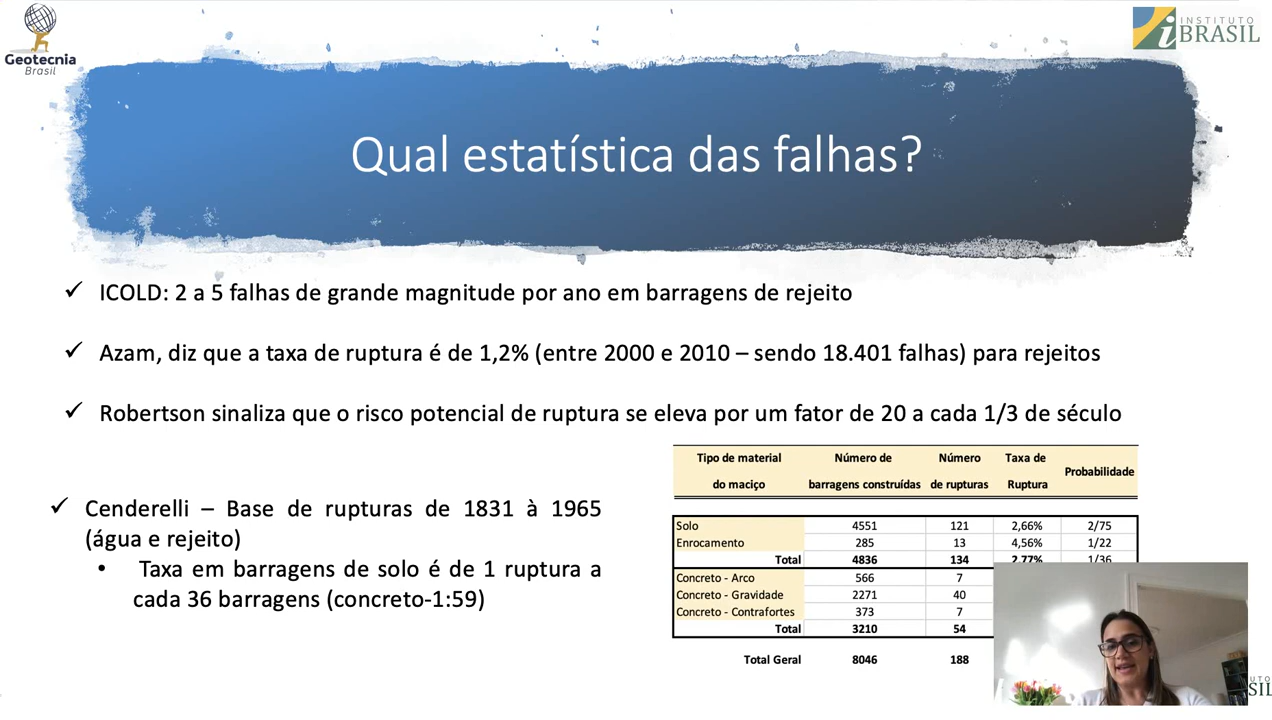 Geotecnia
Brasil
INSTITUTO
BRASIL
Qual estatística das falhas?
✓ ICOLD: 2 a 5 falhas de grande magnitude por ano em barragens de rejeito
✓ Azam, diz que a taxa de ruptura é de 1,2% (entre 2000 e 2010 – sendo 18.401 falhas) para rejeitos
✓ Robertson sinaliza que o risco potencial de ruptura se eleva por um fator de 20 a cada 1/3 de século
✓ Cenderelli – Base de rupturas de 1831 à 1965
(água e rejeito)
• Taxa em barragens de solo é de 1 ruptura a
cada 36 barragens (concreto-1:59)
Tipo de material Número de Número Taxa de Probabilidade
do maciço barragens construídas de rupturas Ruptura
Solo 4551 121 2,66% 2/75
Enrocamento 285 13 4,56% 1/22
Total 4836 134 2,77% 1/36
Concreto - Arco 566 7
Concreto - Gravidade 2271 40
Concreto - Contrafortes 373 7
Total 3210 54
Total Geral 8046 188